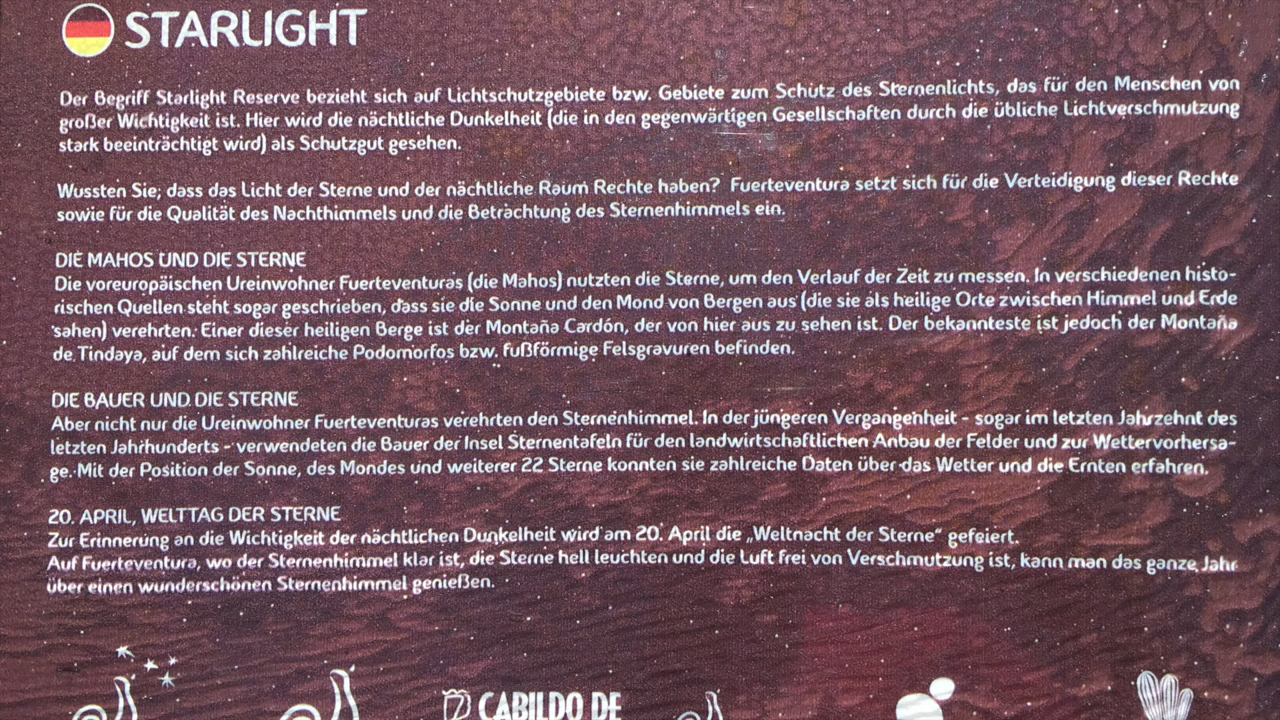 STARLIGHT
Der Begriff Starlight Reserve bezieht sich auf Lichtschutzgebiete bzw. Gebiete zum Schutz des Sternenlichts, das für den Menschen von
großer Wichtigkeit ist. Hier wird die nächtliche Dunkelheit (die in den gegenwärtigen Gesellschaften durch die übliche Lichtverschmutzung
stark beeinträchtigt wird) als Schutzgut gesehen.
Wussten Sie; dass das Licht der Sterne und der nächtliche Raum Rechte haben? Fuerteventura setzt sich für die Verteidigung dieser Rechte
sowie für die Qualität des Nachthimmels und die Betrachtung des Sternenhimmels ein.
DIE MAHOS UND DIE STERNE
Die voreuropäischen Ureinwohner Fuerteventuras (die Mahos) nutzten die Sterne, um den Verlauf der Zeit zu messen. In verschiedenen histo-
rischen Quellen steht sogar geschrieben, dass sie die Sonne und den Mond von Bergen aus (die sie als heilige Orte zwischen Himmel und Erde
sahen) verehrten. Einer dieser heiligen Berge ist der Montaña Cardón, der von hier aus zu sehen ist. Der bekannteste ist jedoch der Montaña
de Tindaya, auf dem sich zahlreiche Podomorfos bzw. fußförmige Felsgravuren befinden.
DIE BAUER UND DIE STERNE
Aber nicht nur die Ureinwohner Fuerteventuras verehrten den Sternenhimmel. In der jüngeren Vergangenheit - sogar im letzten Jahrzehnt des
letzten Jahrhunderts - verwendeten die Bauer der Insel Sternentafeln für den landwirtschaftlichen Anbau der Felder und zur Wettervorhersa-
ge. Mit der Position der Sonne, des Mondes und weiterer 22 Sterne konnten sie zahlreiche Daten über das Wetter und die Ernten erfahren.
20. APRIL, WELTTAG DER STERNE
Zur Erinnerung an die Wichtigkeit der nächtlichen Dunkelheit wird am 20. April die „Weltnacht der Sterne“ gefeiert.
Auf Fuerteventura, wo der Sternenhimmel klar ist, die Sterne hell leuchten und die Luft frei von Verschmutzung ist, kann man das ganze Jahr
über einen wunderschönen Sternenhimmel genießen.
CABILDO DE